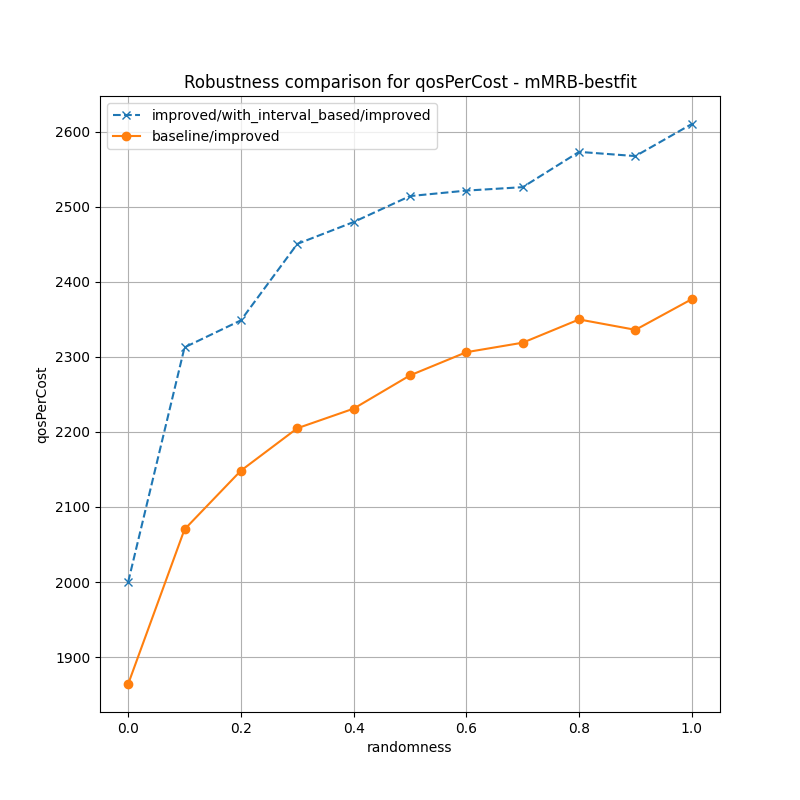 Robustness comparison for qosPerCost - mMRB-bestfit
improved/with_interval_based/improved
baseline/improved
2600
2500
2400
2300
2200
2100
2000
1900
qosPerCost
0.0 0.2 0.4 0.6 0.8 1.0
randomness